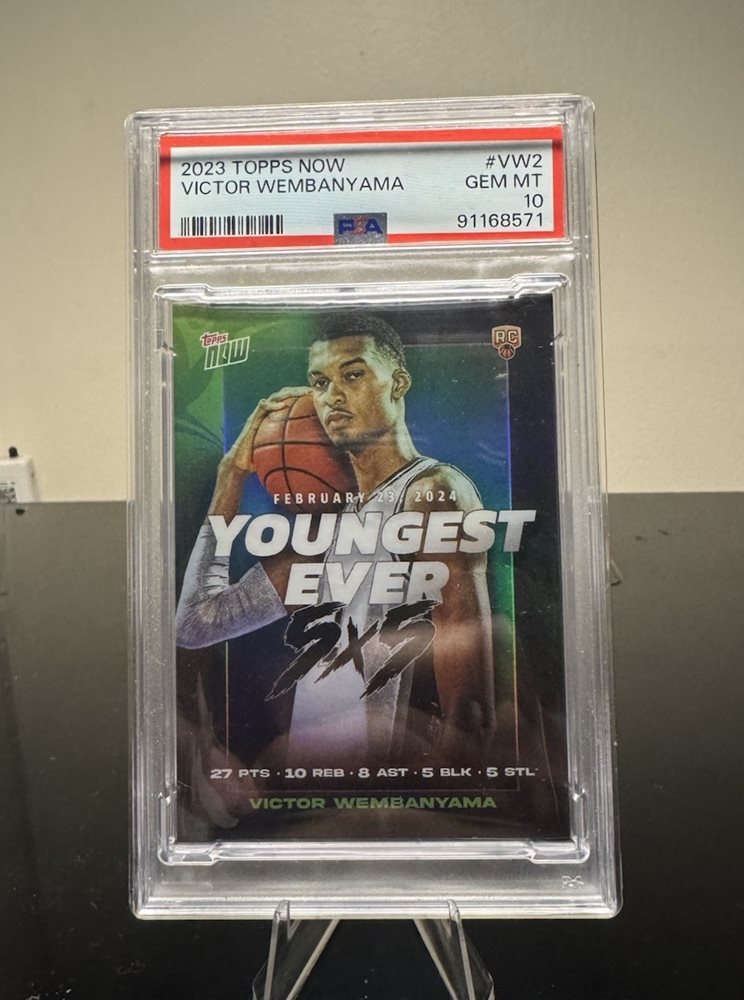 2023 TOPPS NOW #VW2
VICTOR WEMBANYAMA GEM MT
10
PSA 91168571
TOPPS
NOW
RC
FEBRUARY 23, 2024
YOUNGEST
EVER
5X5
27 PTS · 10 REB · 8 AST · 5 BLK · 5 STL
VICTOR WEMBANYAMA